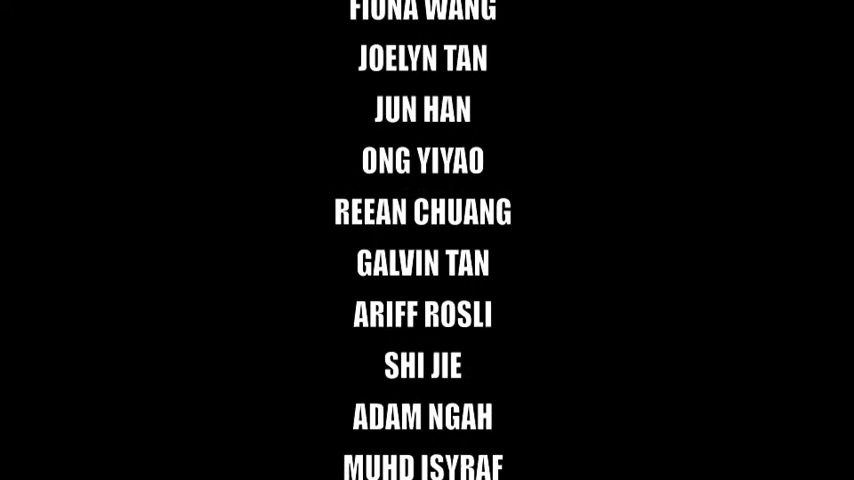 FIONA WANG
JOELYN TAN
JUN HAN
ONG YIYAO
REEAN CHUANG
GALVIN TAN
ARIFF ROSLI
SHI JIE
ADAM NGAH
MUHD ISYRAF